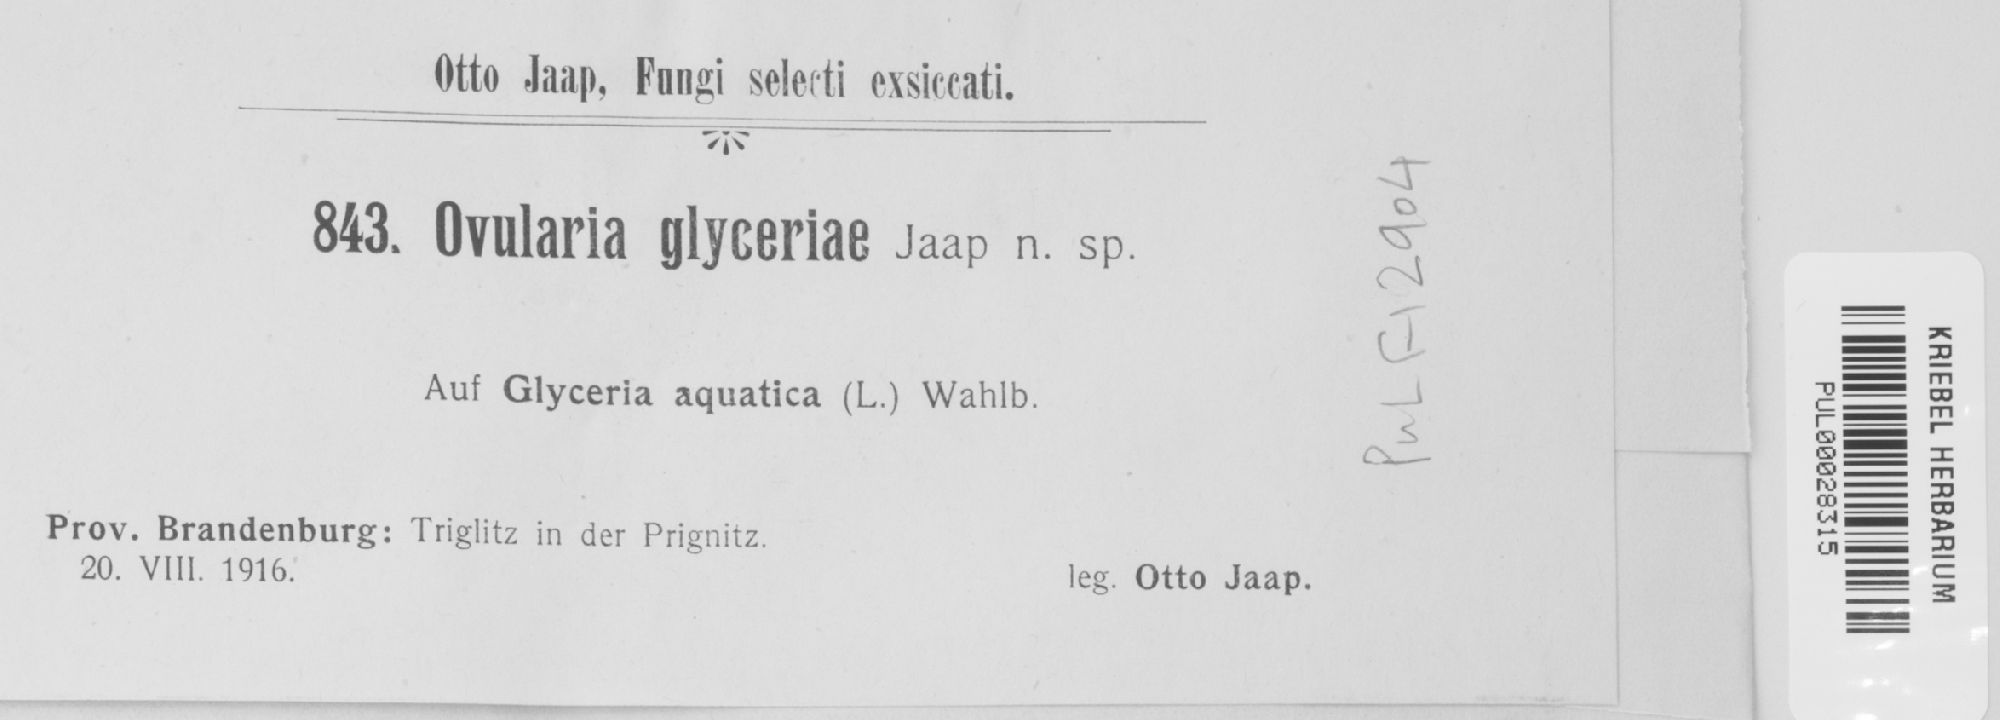 Otto Jaap, Fungi selecti exsiccati.
843. Ovularia glyceriae Jaap n. sp.
Auf Glyceria aquatica (L.) Wahlb.
Prov. Brandenburg: Triglitz in der Prignitz.
20. VIII. 1916.
leg. Otto Jaap.
PUL F12904
KRIEBEL HERBARIUM
PUL00028315